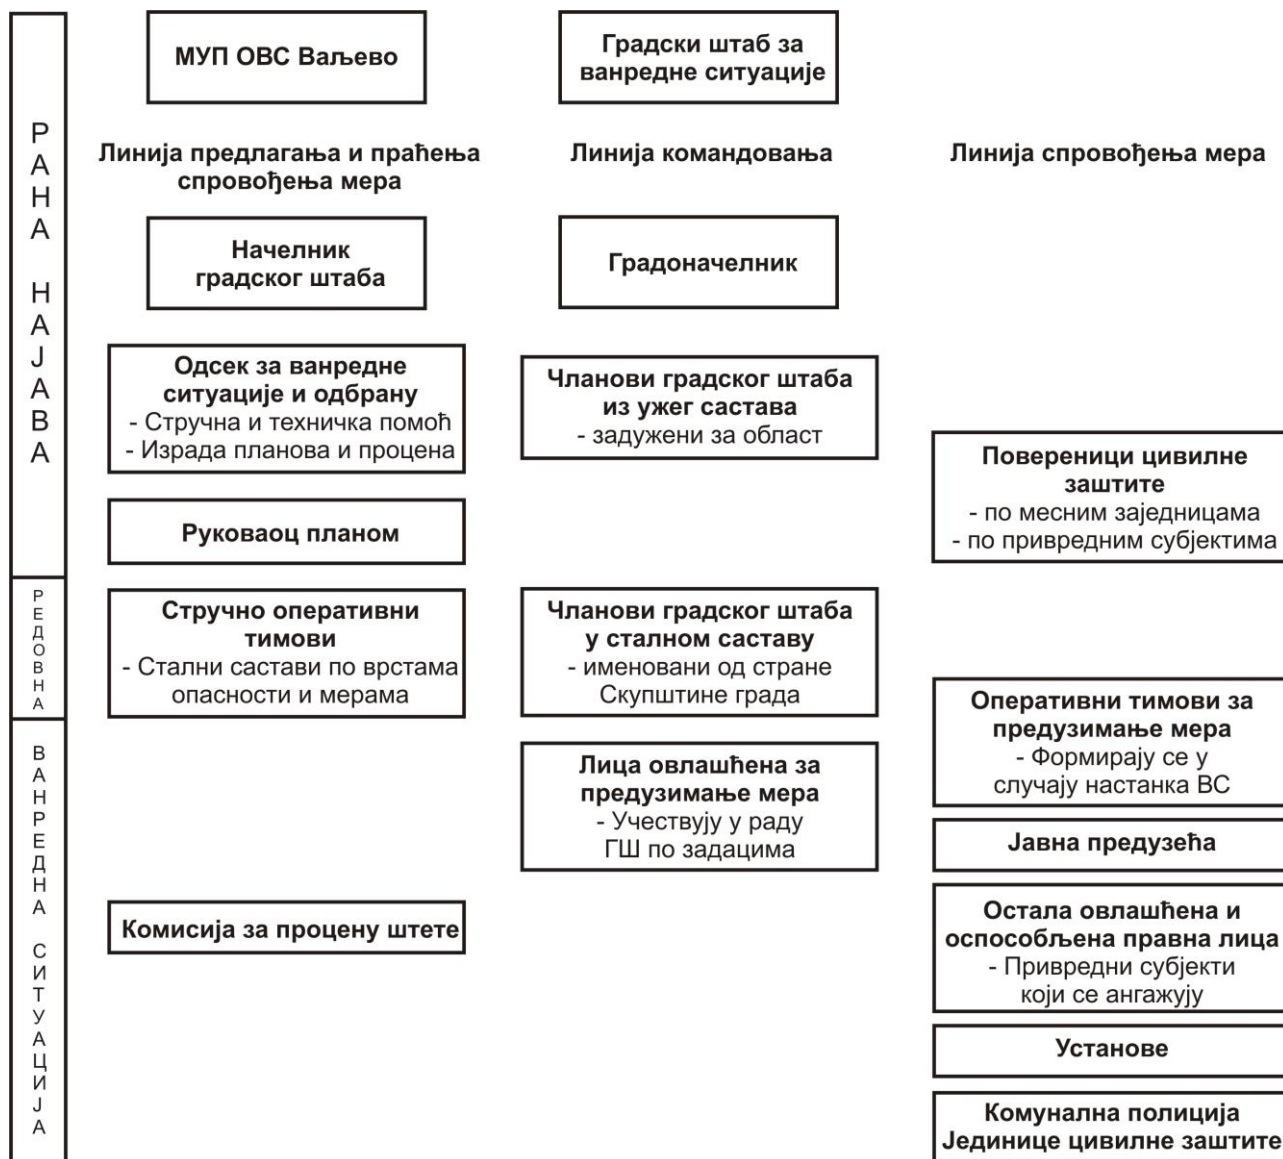 РАНА НАЈАВА
РЕДОВНА
ВАНРЕДНА СИТУАЦИЈА
МУП ОВС Ваљево
Линија предлагања и праћења
спровођења мера
Начелник
градског штаба
Одсек за ванредне
ситуације и одбрану
- Стручна и техничка помоћ
- Израда планова и процена
Руковаоц планом
Стручно оперативни
тимови
- Стални састави по врстама
опасности и мерама
Комисија за процену штете
Градски штаб за
ванредне ситуације
Линија командовања
Градоначелник
Чланови градског штаба
из ужег састава
- задужени за област
Чланови градског штаба
у сталном саставу
- именовани од стране
Скупштине града
Лица овлашћена за
предузимање мера
- Учествују у раду
ГШ по задацима
Линија спровођења мера
Повереници цивилне
заштите
- по месним заједницама
- по привредним субјектима
Оперативни тимови за
предузимање мера
- Формирају се у
случају настанка ВС
Јавна предузећа
Остала овлашћена и
оспособљена правна лица
- Привредни субјекти
који се ангажују
Установе
Комунална полиција
Јединице цивилне заштите